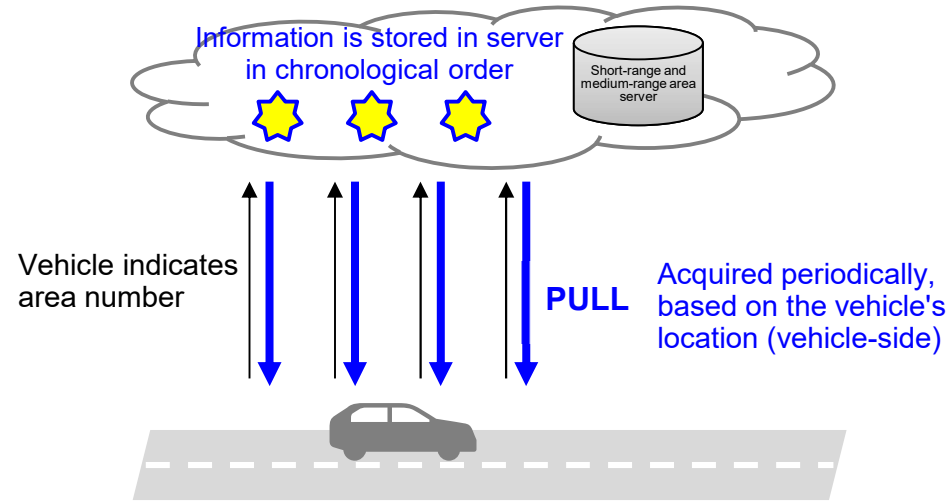 Information is stored in server
in chronological order
Short-range and
medium-range area
server
Vehicle indicates
area number
PULL
Acquired periodically,
based on the vehicle's
location (vehicle-side)